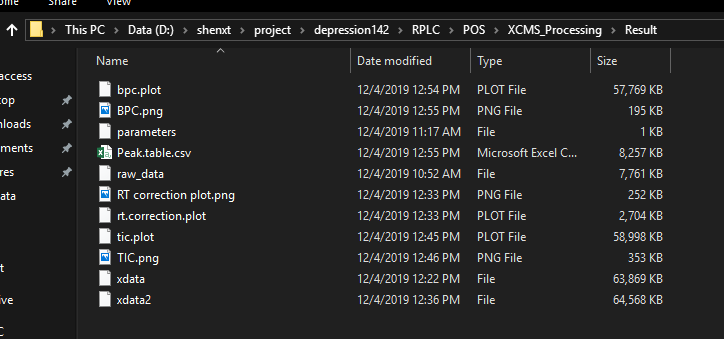 ome Share View
This PC > Data (D:) > shenxt > project > depression142 > RPLC > POS > XCMS_Processing > Result
Name Date modified Type Size
access
top
nloads
ments
res
ata
t
ive
C
bpc.plot 12/4/2019 12:54 PM PLOT File 57,769 KB
BPC.png 12/4/2019 12:55 PM PNG File 195 KB
parameters 12/4/2019 11:17 AM File 1 KB
Peak.table.csv 12/4/2019 12:55 PM Microsoft Excel C... 8,257 KB
raw_data 12/4/2019 10:52 AM File 7,761 KB
RT correction plot.png 12/4/2019 12:33 PM PNG File 252 KB
rt.correction.plot 12/4/2019 12:33 PM PLOT File 2,704 KB
tic.plot 12/4/2019 12:45 PM PLOT File 58,998 KB
TIC.png 12/4/2019 12:46 PM PNG File 353 KB
xdata 12/4/2019 12:22 PM File 63,869 KB
xdata2 12/4/2019 12:36 PM File 64,568 KB